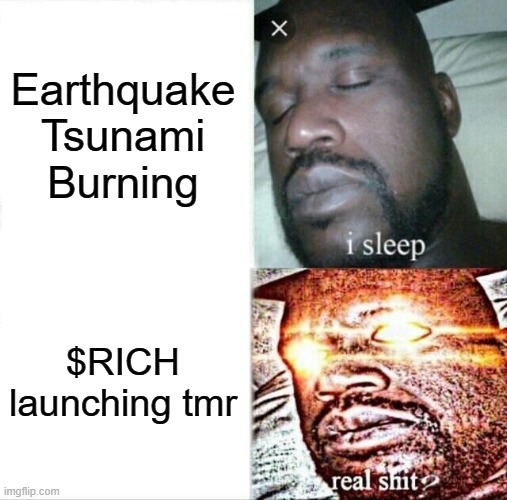 Earthquake
Tsunami
Burning
i sleep
$RICH
launching tmr
real shit?
imgflip.com